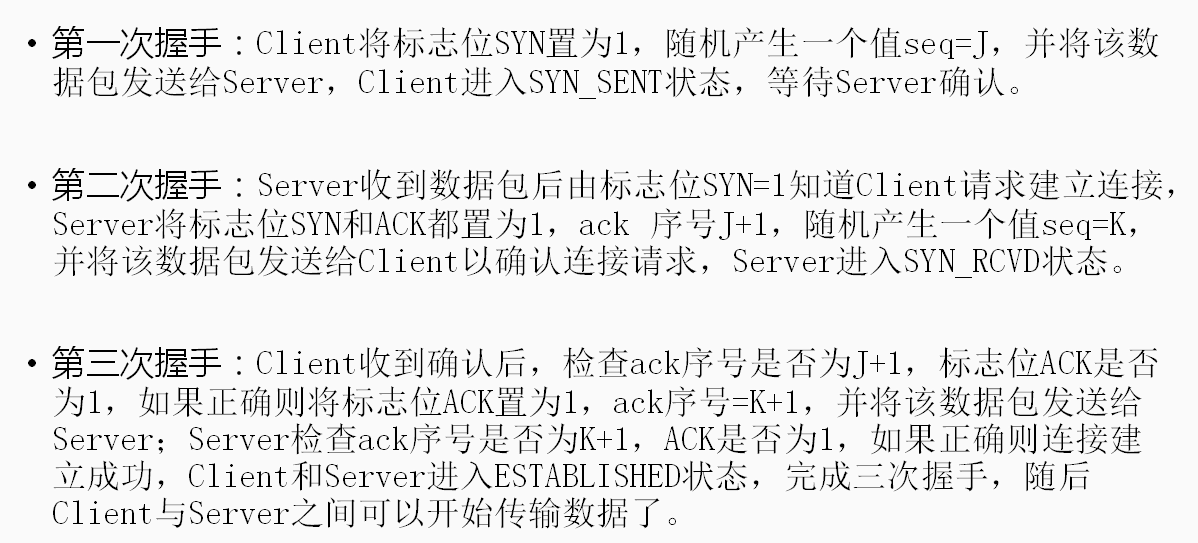 • 第一次握手：Client将标志位SYN置为1，随机产生一个值seq=J，并将该数
据包发送给Server，Client进入SYN_SENT状态，等待Server确认。
• 第二次握手：Server收到数据包后由标志位SYN=1知道Client请求建立连接，
Server将标志位SYN和ACK都置为1，ack 序号J+1，随机产生一个值seq=K，
并将该数据包发送给Client以确认连接请求，Server进入SYN_RCVD状态。
• 第三次握手：Client收到确认后，检查ack序号是否为J+1，标志位ACK是否
为1，如果正确则将标志位ACK置为1，ack序号=K+1，并将该数据包发送给
Server；Server检查ack序号是否为K+1，ACK是否为1，如果正确则连接建
立成功，Client和Server进入ESTABLISHED状态，完成三次握手，随后
Client与Server之间可以开始传输数据了。